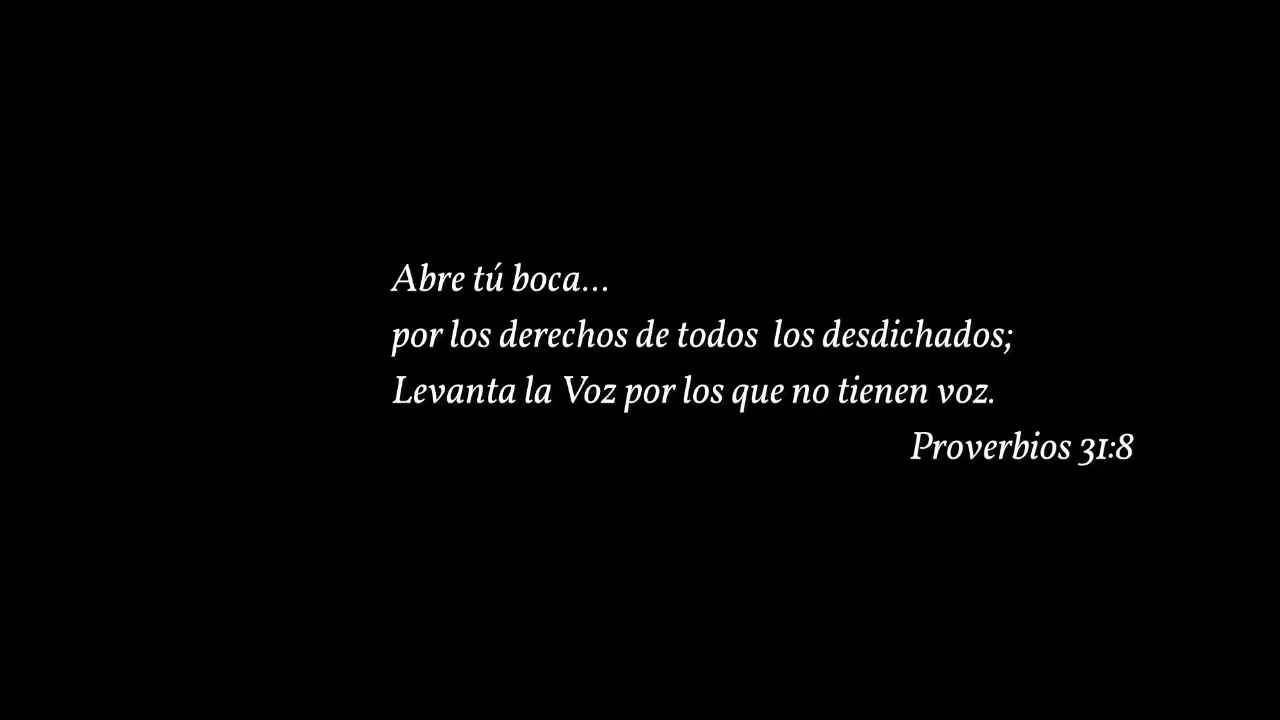 Abre tú boca...
por los derechos de todos  los desdichados;
Levanta la Voz por los que no tienen voz.
Proverbios 31:8